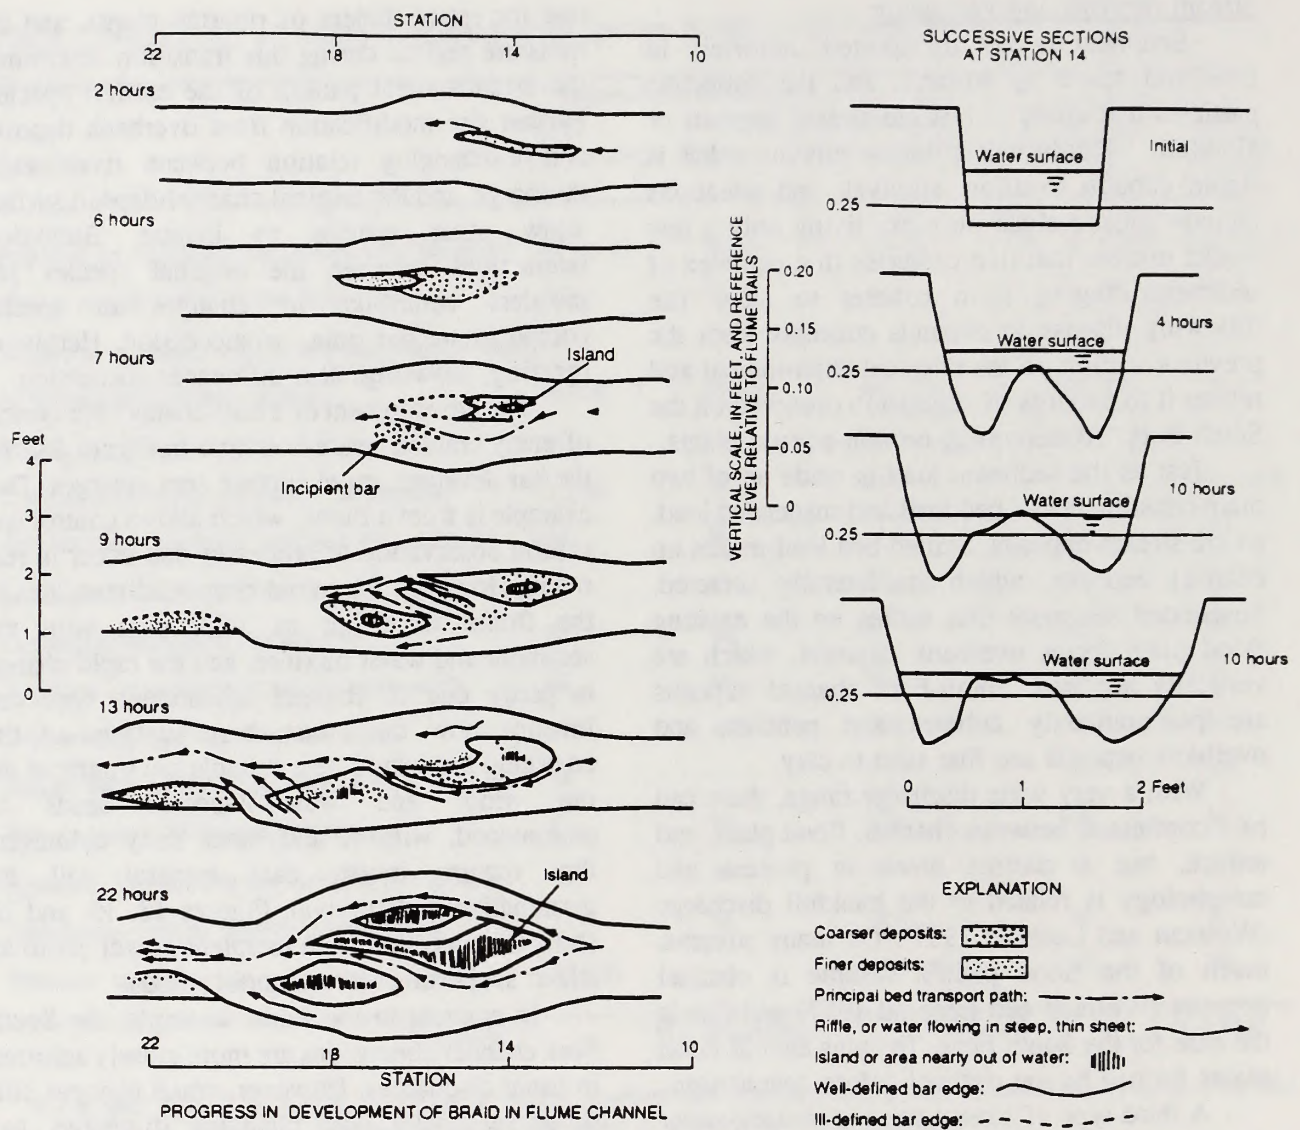 STATION
22 18 14 10
2 hours
6 hours
7 hours
Island
Incipient bar
Feet
4
3
2
1
0
9 hours
13 hours
22 hours
Island
22 18 14 10
STATION
PROGRESS IN DEVELOPMENT OF BRAID IN FLUME CHANNEL
SUCCESSIVE SECTIONS
AT STATION 14
Water surface
Initial
0.25
VERTICAL SCALE, IN FEET, AND REFERENCE
LEVEL RELATIVE TO FLUME RAILS
0.20
0.15
0.10
0.05
0
4 hours
Water surface
0.25
10 hours
Water surface
0.25
10 hours
Water surface
0.25
0 1 2 Feet
EXPLANATION
Coarser deposits:
Finer deposits:
Principal bed transport path:
Riffle, or water flowing in steep, thin sheet:
Island or area nearly out of water:
Well-defined bar edge:
Ill-defined bar edge: